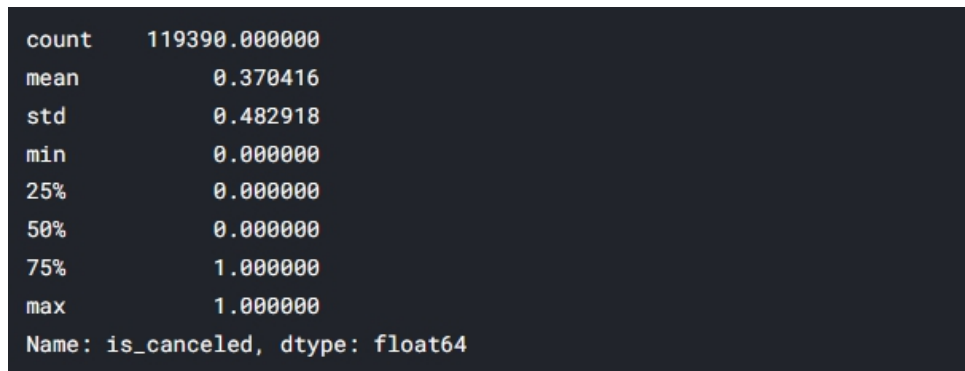 count    119390.000000
mean          0.370416
std           0.482918
min           0.000000
25%           0.000000
50%           0.000000
75%           1.000000
max           1.000000
Name: is_canceled, dtype: float64